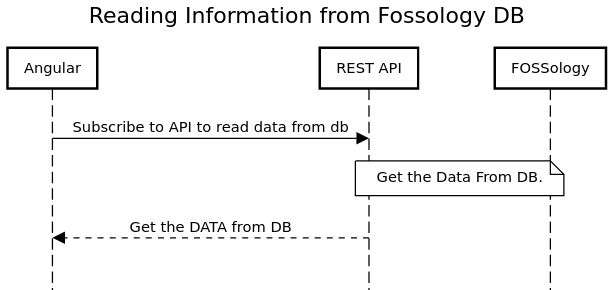 Reading Information from Fossology DB
Angular
REST API
FOSSology
Subscribe to API to read data from db
Get the Data From DB.
Get the DATA from DB